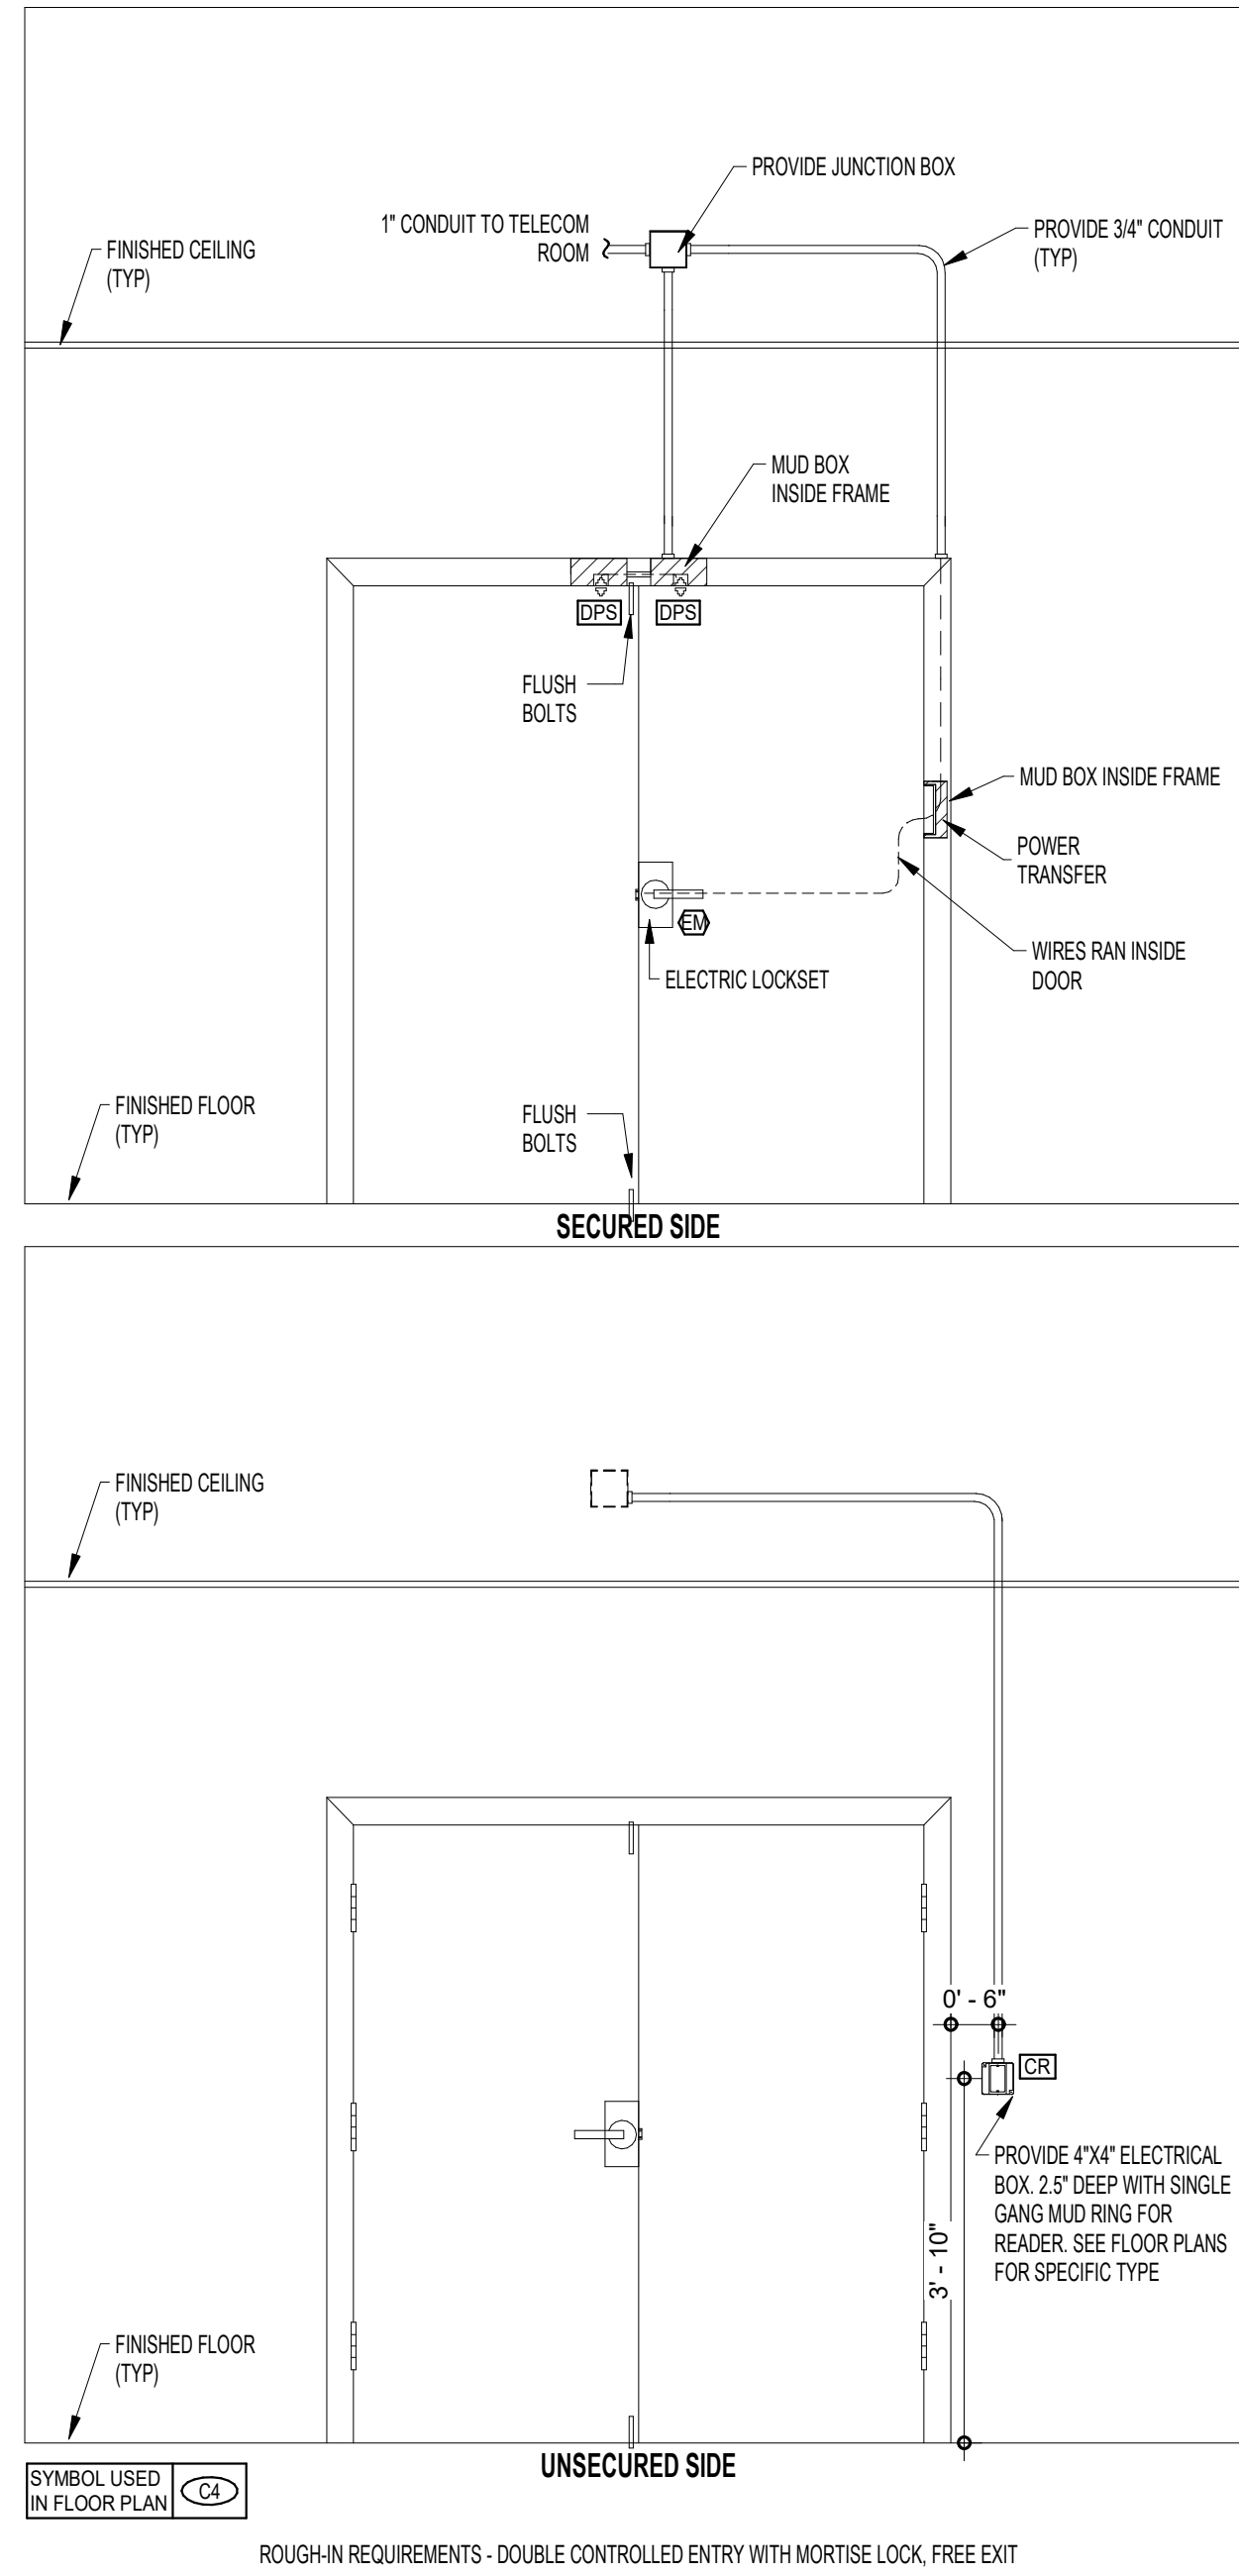 PROVIDE JUNCTION BOX
1" CONDUIT TO TELECOM
ROOM
PROVIDE 3/4" CONDUIT
(TYP)
FINISHED CEILING
(TYP)
MUD BOX
INSIDE FRAME
DPS
DPS
FLUSH
BOLTS
MUD BOX INSIDE FRAME
POWER
TRANSFER
EM
WIRES RAN INSIDE
DOOR
ELECTRIC LOCKSET
FINISHED FLOOR
(TYP)
FLUSH
BOLTS
SECURED SIDE
FINISHED CEILING
(TYP)
0' - 6"
CR
PROVIDE 4"X4" ELECTRICAL
BOX. 2.5" DEEP WITH SINGLE
GANG MUD RING FOR
READER. SEE FLOOR PLANS
FOR SPECIFIC TYPE
3' - 10"
FINISHED FLOOR
(TYP)
UNSECURED SIDE
SYMBOL USED
IN FLOOR PLAN
C4
ROUGH-IN REQUIREMENTS - DOUBLE CONTROLLED ENTRY WITH MORTISE LOCK, FREE EXIT